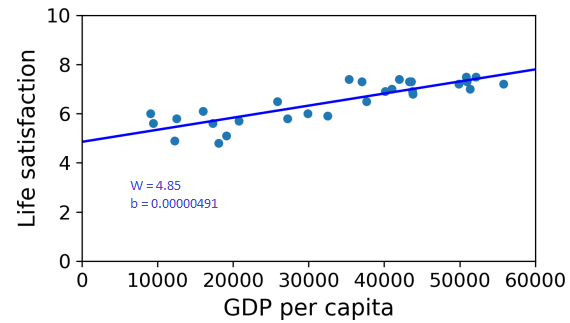 10
8
6
4
2
0
Life satisfaction
W = 4.85
b = 0.00000491
0 10000 20000 30000 40000 50000 60000
GDP per capita